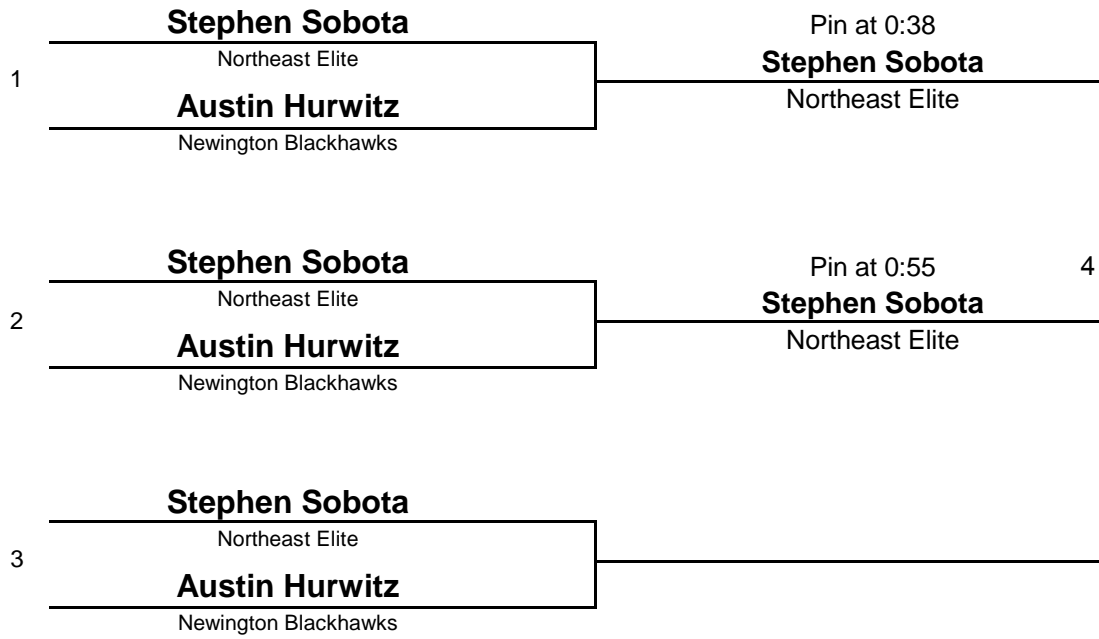 Stephen Sobota
Northeast Elite
1
Austin Hurwitz
Newington Blackhawks
Pin at 0:38
Stephen Sobota
Northeast Elite
Stephen Sobota
Northeast Elite
2
Austin Hurwitz
Newington Blackhawks
Pin at 0:55
4
Stephen Sobota
Northeast Elite
Stephen Sobota
Northeast Elite
3
Austin Hurwitz
Newington Blackhawks